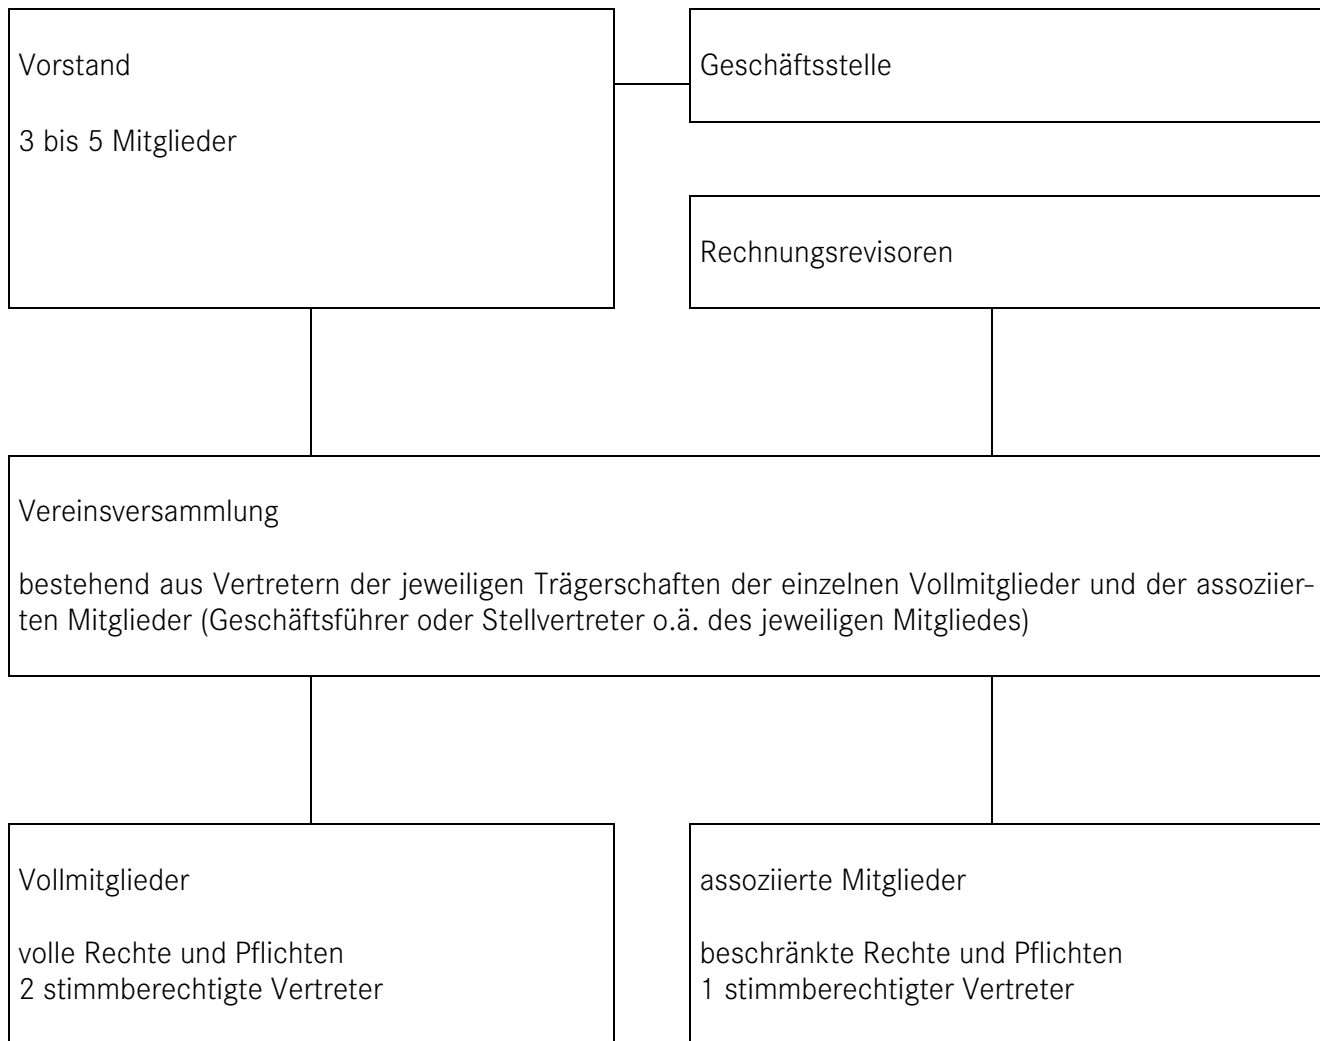 Vorstand
3 bis 5 Mitglieder
Geschäftsstelle
Rechnungsrevisoren
Vereinsversammlung
bestehend aus Vertretern der jeweiligen Trägerschaften der einzelnen Vollmitglieder und der assoziier-
ten Mitglieder (Geschäftsführer oder Stellvertreter o.ä. des jeweiligen Mitgliedes)
Vollmitglieder
volle Rechte und Pflichten
2 stimmberechtigte Vertreter
assoziierte Mitglieder
beschränkte Rechte und Pflichten
1 stimmberechtigter Vertreter